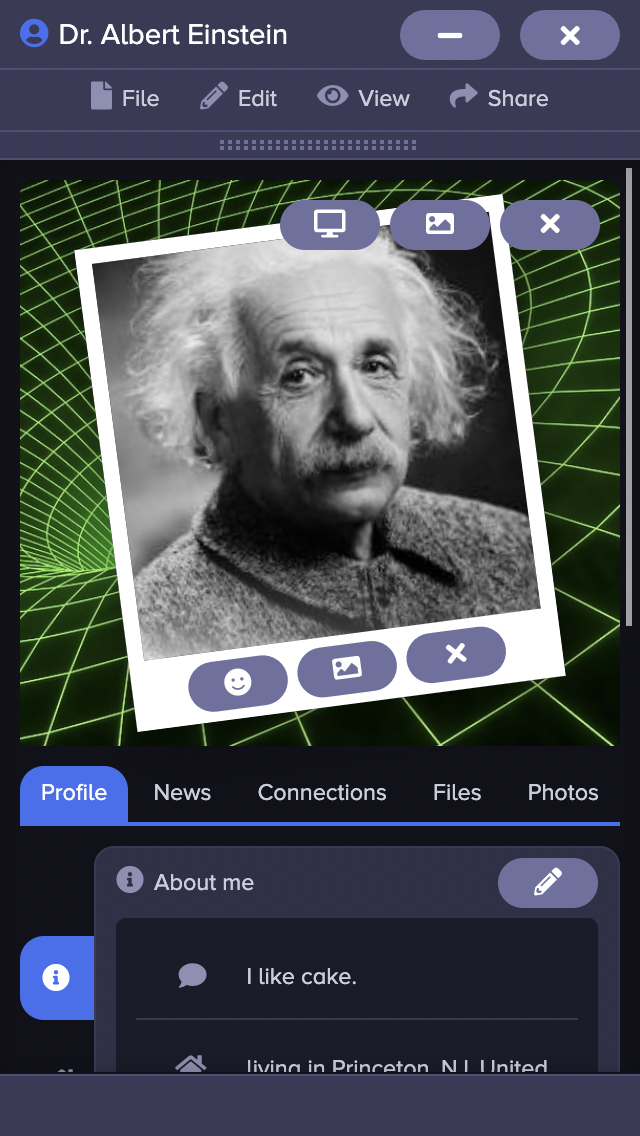 Dr. Albert Einstein
File Edit View Share
Profile News Connections Files Photos
About me
I like cake.
living in Princeton, NJ, United